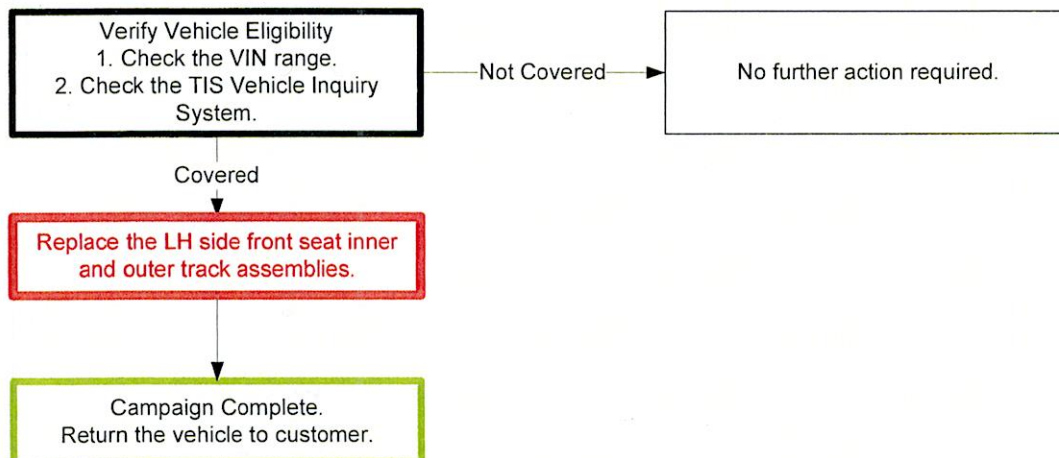 Verify Vehicle Eligibility
1. Check the VIN range.
2. Check the TIS Vehicle Inquiry
System.
Not Covered
No further action required.
Covered
Replace the LH side front seat inner
and outer track assemblies.
Campaign Complete.
Return the vehicle to customer.